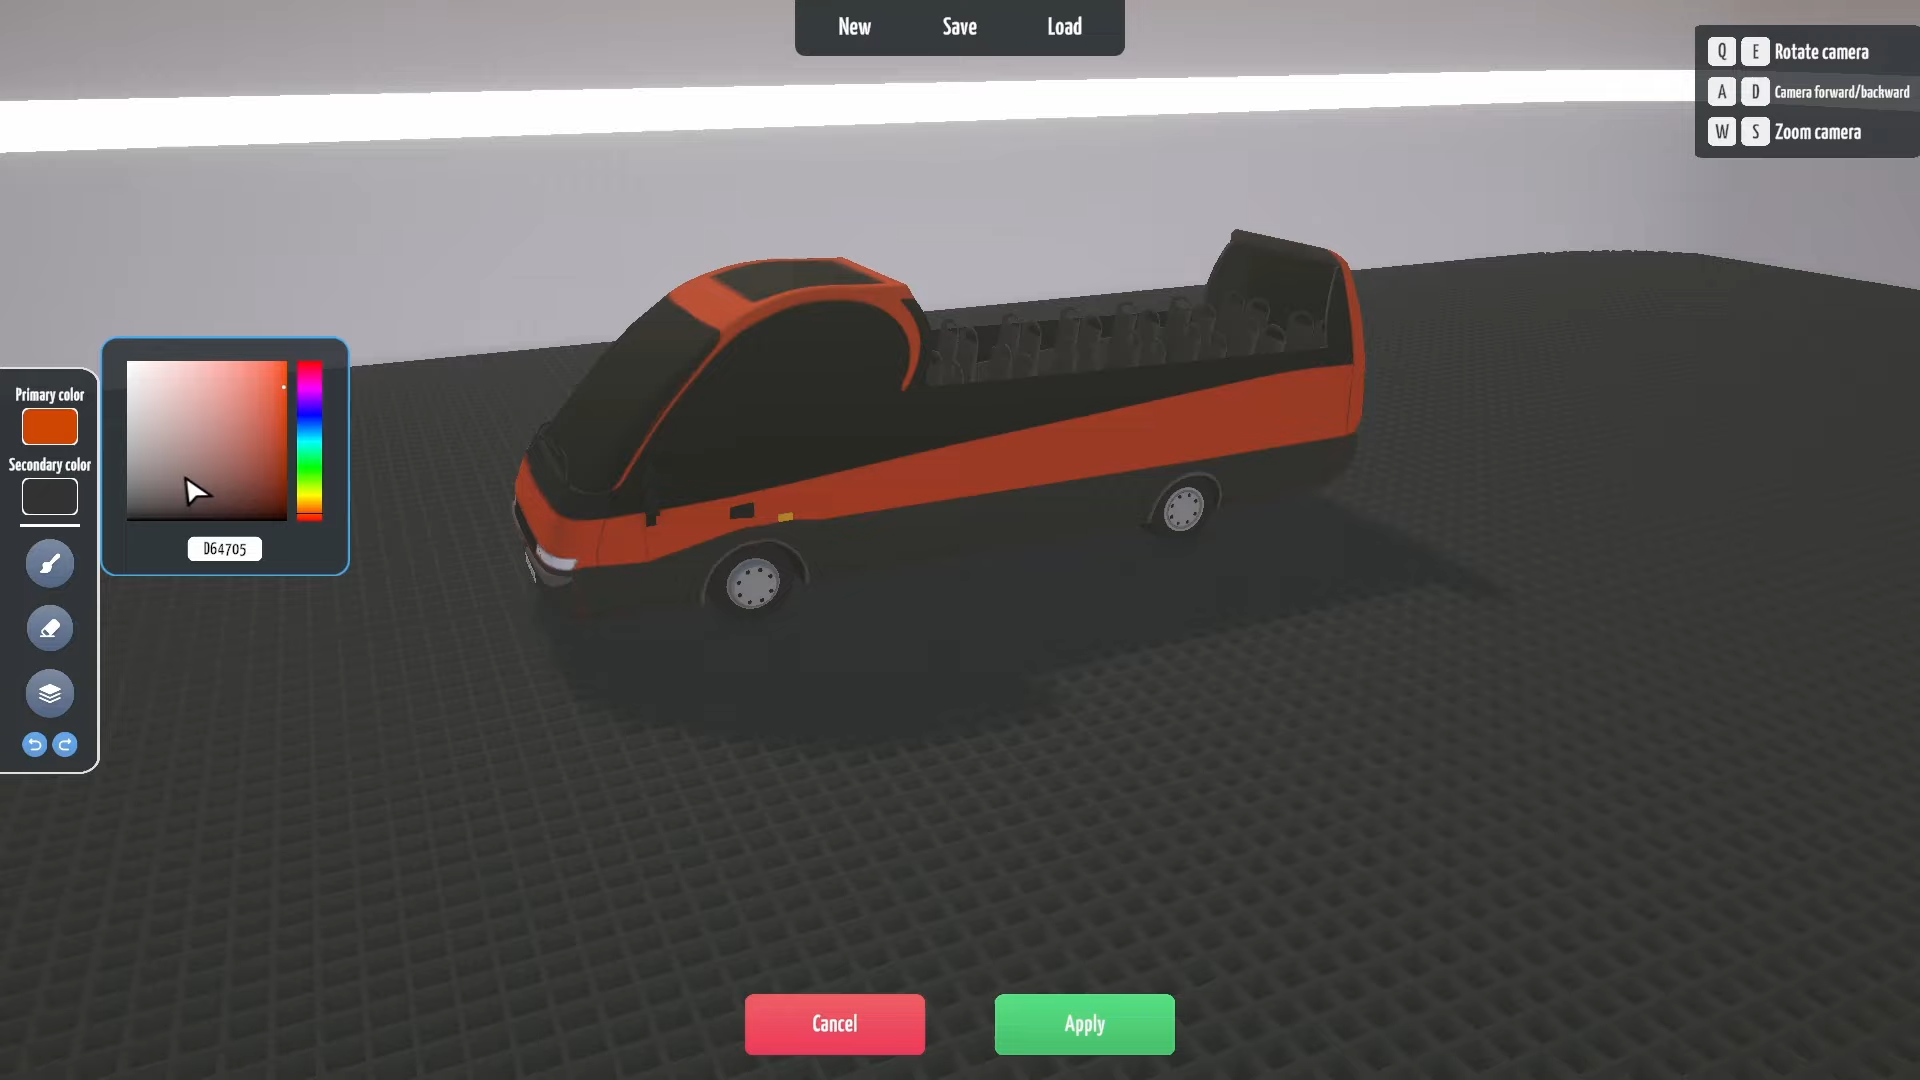 New Save Load
Q E Rotate camera
A D Camera forward/backward
W S Zoom camera
Primary color
Secondary color
D64705
Cancel Apply